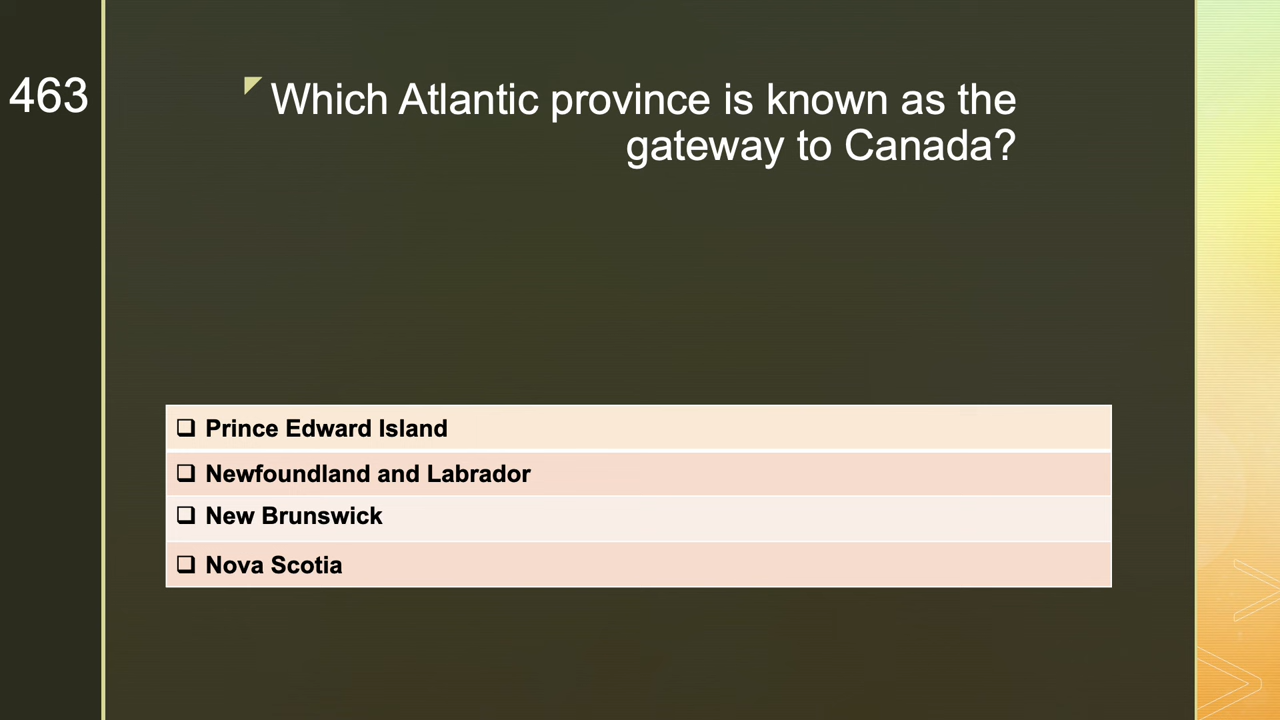 463
Which Atlantic province is known as the
gateway to Canada?
Prince Edward Island
Newfoundland and Labrador
New Brunswick
Nova Scotia